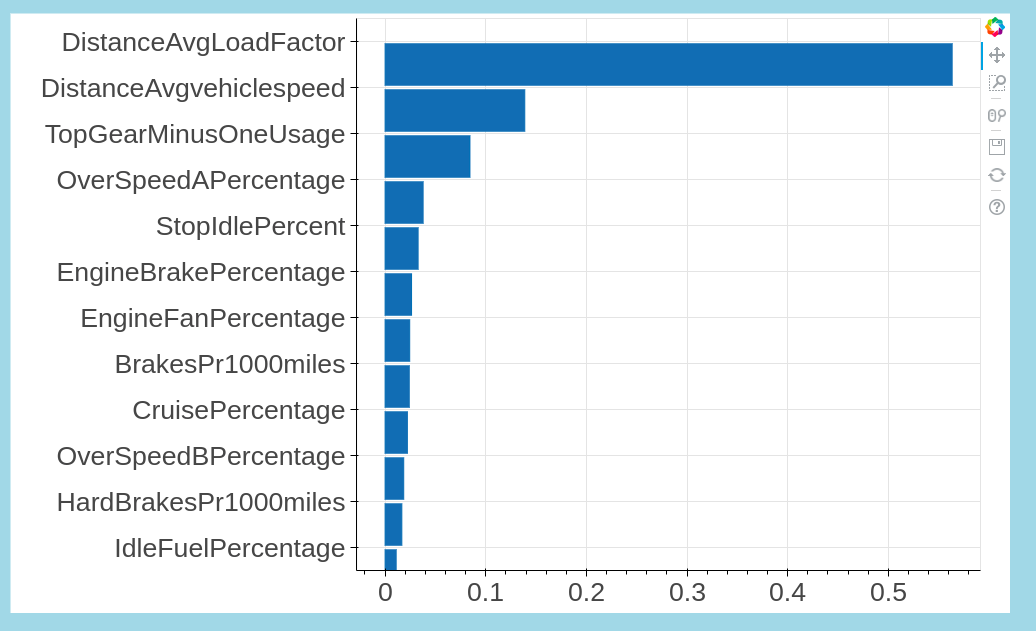 DistanceAvgLoadFactor
DistanceAvgvehiclespeed
TopGearMinusOneUsage
OverSpeedAPercentage
StopIdlePercent
EngineBrakePercentage
EngineFanPercentage
BrakesPr1000miles
CruisePercentage
OverSpeedBPercentage
HardBrakesPr1000miles
IdleFuelPercentage
0 0.1 0.2 0.3 0.4 0.5